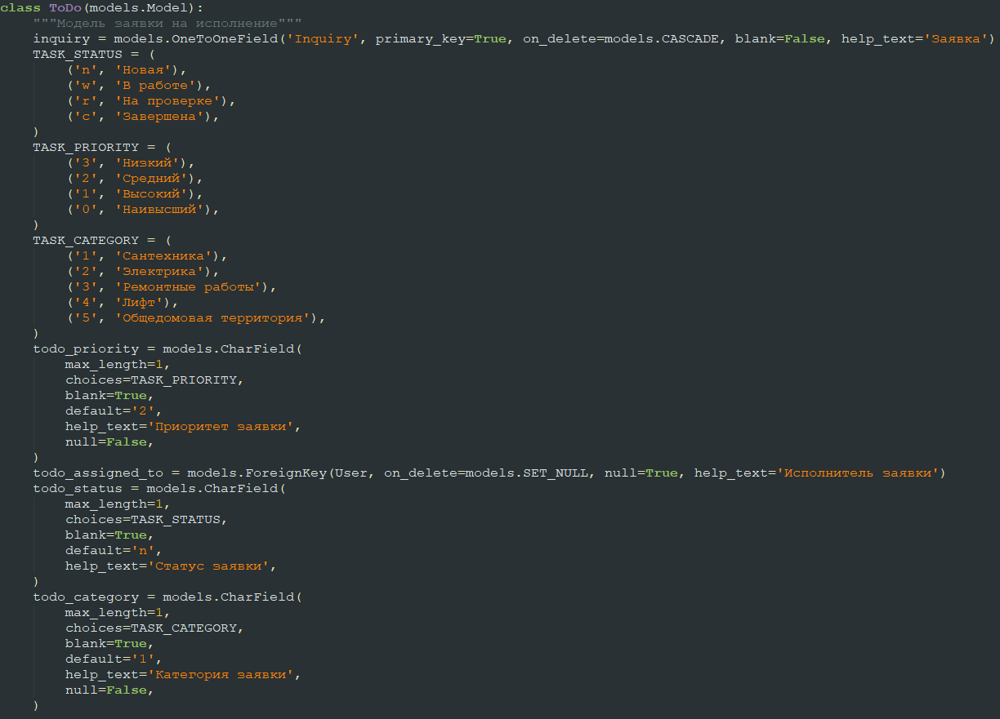 class ToDo(models.Model):
    """Модель заявки на исполнение"""
    inquiry = models.OneToOneField('Inquiry', primary_key=True, on_delete=models.CASCADE, blank=False, help_text='Заявка')
    TASK_STATUS = (
        ('n', 'Новая'),
        ('w', 'В работе'),
        ('r', 'На проверке'),
        ('c', 'Завершена'),
    )
    TASK_PRIORITY = (
        ('3', 'Низкий'),
        ('2', 'Средний'),
        ('1', 'Высокий'),
        ('0', 'Наивысший'),
    )
    TASK_CATEGORY = (
        ('1', 'Сантехника'),
        ('2', 'Электрика'),
        ('3', 'Ремонтные работы'),
        ('4', 'Лифт'),
        ('5', 'Общедомовая территория'),
    )
    todo_priority = models.CharField(
        max_length=1,
        choices=TASK_PRIORITY,
        blank=True,
        default='2',
        help_text='Приоритет заявки',
        null=False,
    )
    todo_assigned_to = models.ForeignKey(User, on_delete=models.SET_NULL, null=True, help_text='Исполнитель заявки')
    todo_status = models.CharField(
        max_length=1,
        choices=TASK_STATUS,
        blank=True,
        default='n',
        help_text='Статус заявки',
    )
    todo_category = models.CharField(
        max_length=1,
        choices=TASK_CATEGORY,
        blank=True,
        default='1',
        help_text='Категория заявки',
        null=False,
    )